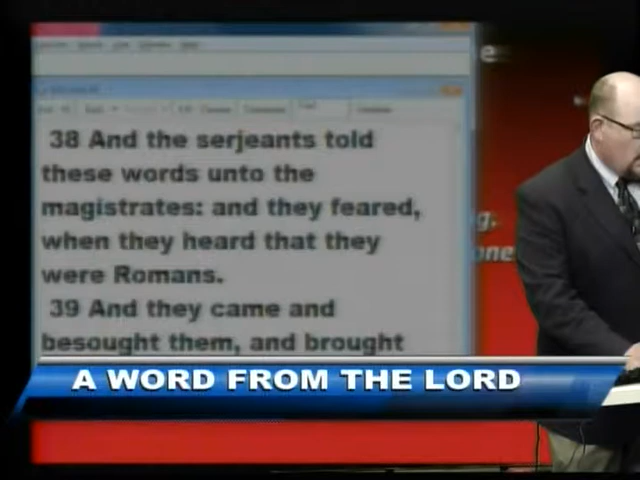 38 And the serjeants told
these words unto the
magistrates: and they feared,
when they heard that they
were Romans.
39 And they came and
besought them, and brought
A WORD FROM THE LORD